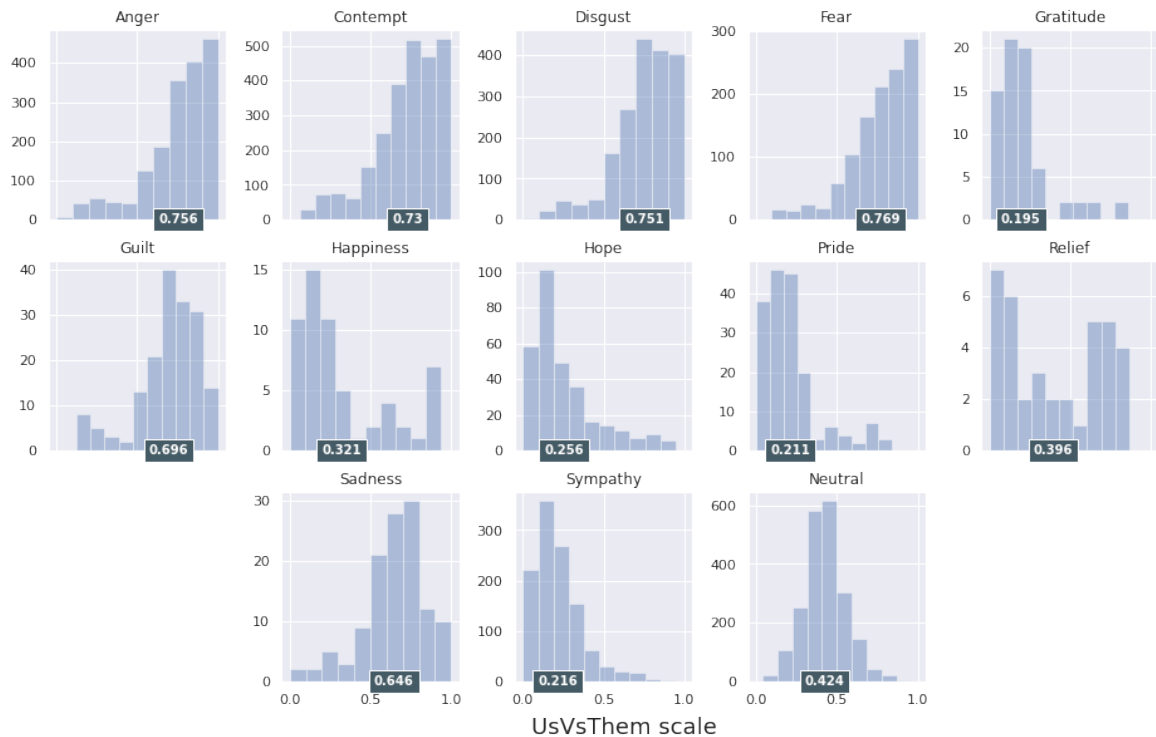 Anger Contempt Disgust Fear Gratitude
400 500 400 300 20
300 400 300 200 15
200 300 200 100 10
100 200 100 0 5
0 100 0 0
0
0.756 0.73 0.751 0.769 0.195
Guilt Happiness Hope Pride Relief
40 15 100 40 6
30 10 80 30 4
20 5 60 20 2
10 0 40 10 0
0 20 0
0
0.696 0.321 0.256 0.211 0.396
Sadness Sympathy Neutral
30 300 600
20 200 400
10 100 200
0 0 0
0.646 0.216 0.424
0.0 0.5 1.0 0.0 0.5 1.0 0.0 0.5 1.0
UsVsThem scale